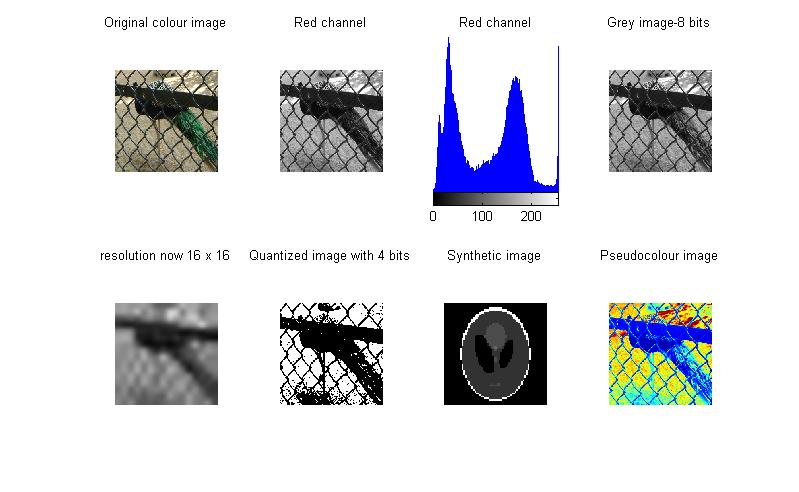 Original colour image
Red channel
Red channel
Grey image-8 bits
0 100 200
resolution now 16 x 16
Quantized image with 4 bits
Synthetic image
Pseudocolour image